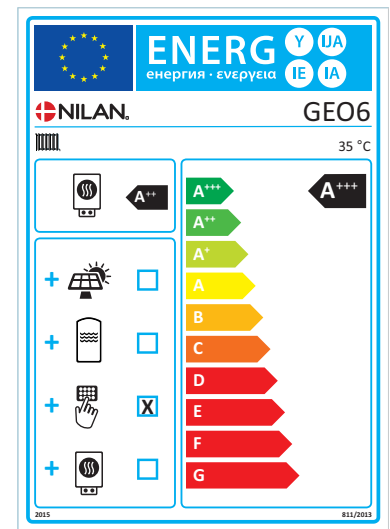 ENERG Y IJA
енергия · ενεργεια IE IA
NILAN® GEO6
35 °C
A++
A+++ A+++
A++
A+
A
B
C
D
X E
F
G
2015 811/2013